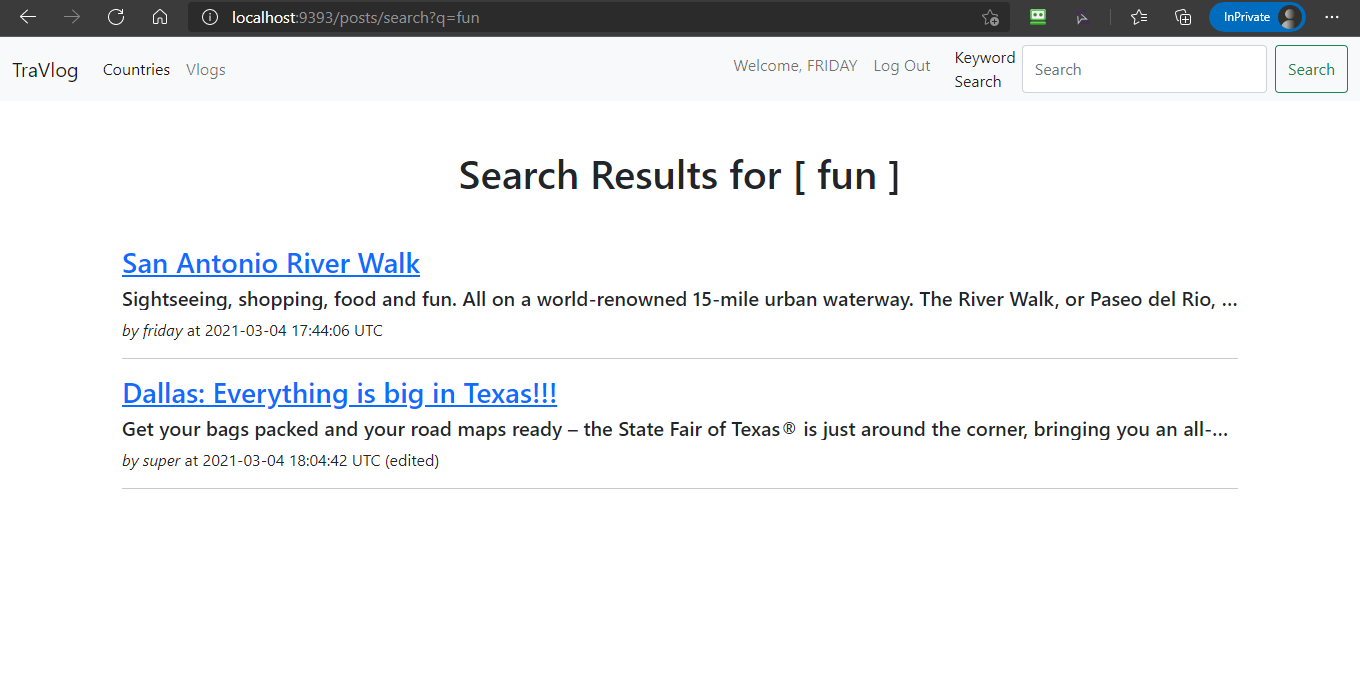 localhost:9393/posts/search?q=fun
InPrivate
TraVlog Countries Vlogs Welcome, FRIDAY Log Out Keyword Search Search Search
Search Results for [ fun ]
San Antonio River Walk
Sightseeing, shopping, food and fun. All on a world-renowned 15-mile urban waterway. The River Walk, or Paseo del Rio, ...
by friday at 2021-03-04 17:44:06 UTC
Dallas: Everything is big in Texas!!!
Get your bags packed and your road maps ready – the State Fair of Texas® is just around the corner, bringing you an all-...
by super at 2021-03-04 18:04:42 UTC (edited)